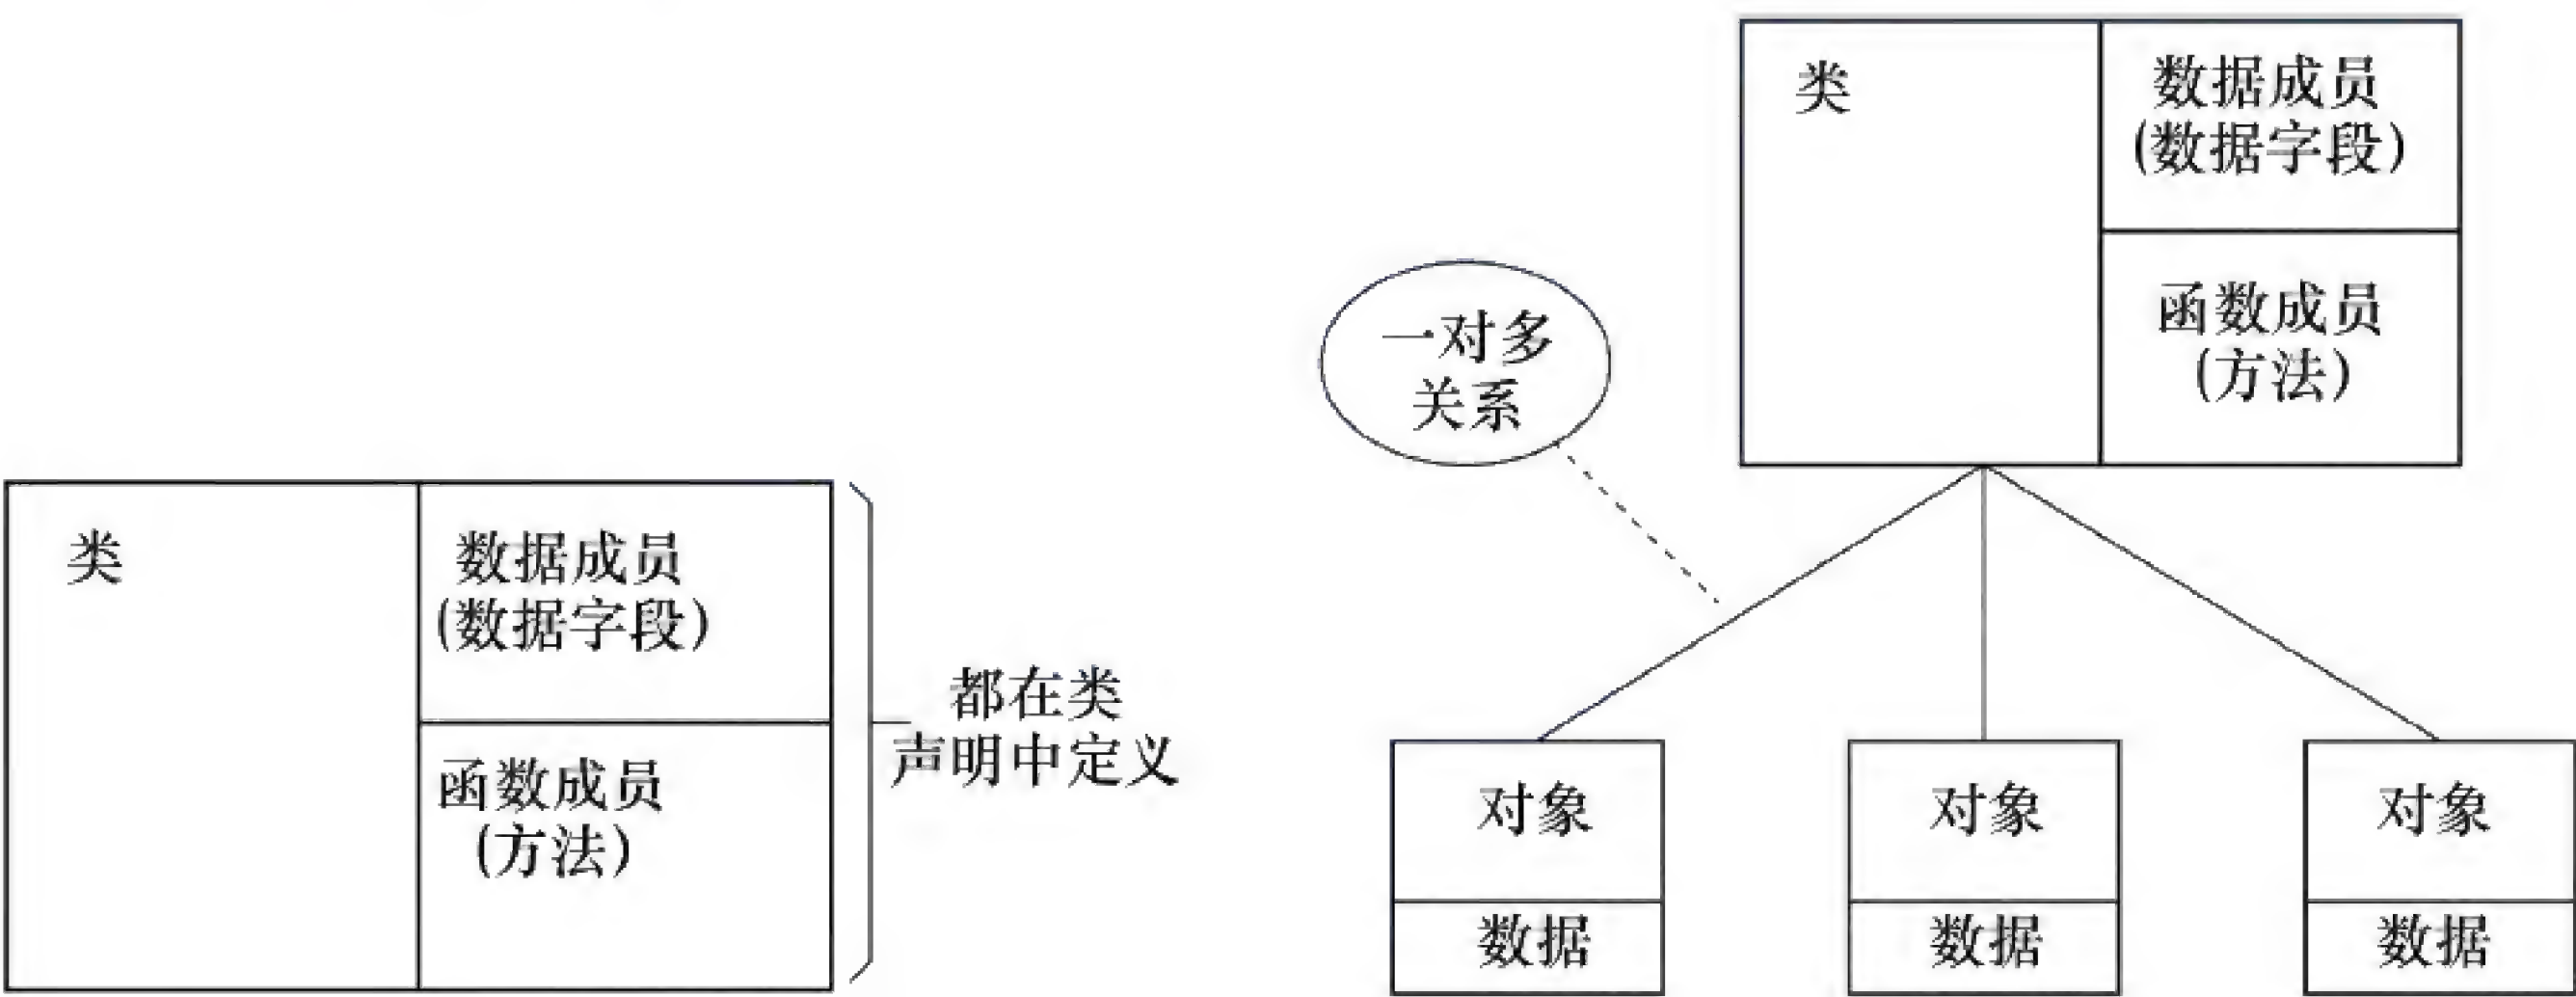 类
数据成员
(数据字段)
函数成员
(方法)
都在类
声明中定义
一对多
关系
类
数据成员
(数据字段)
函数成员
(方法)
对象
数据
对象
数据
对象
数据